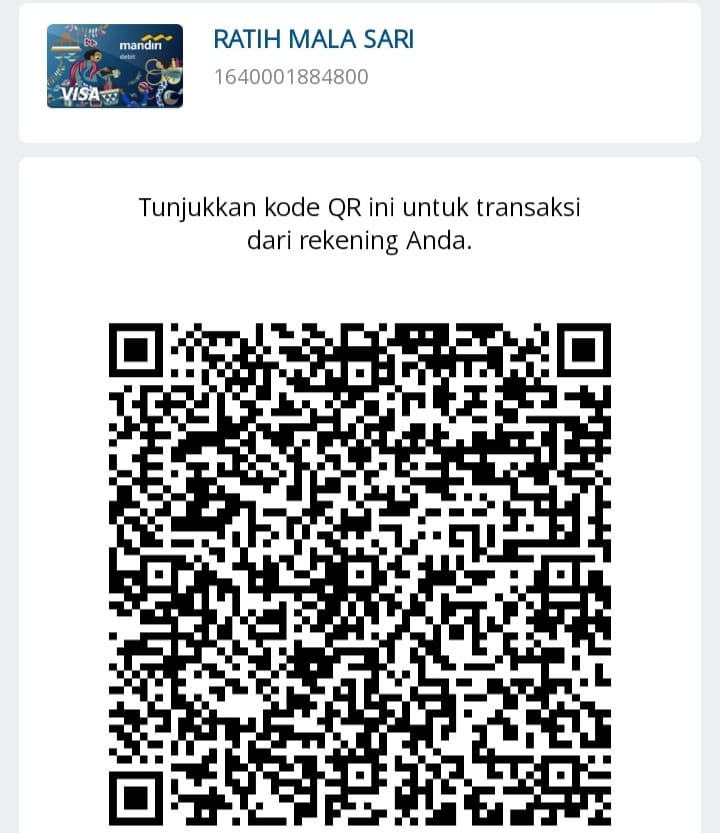 mandiri
debit
VISA
RATIH MALA SARI
1640001884800
Tunjukkan kode QR ini untuk transaksi
dari rekening Anda.